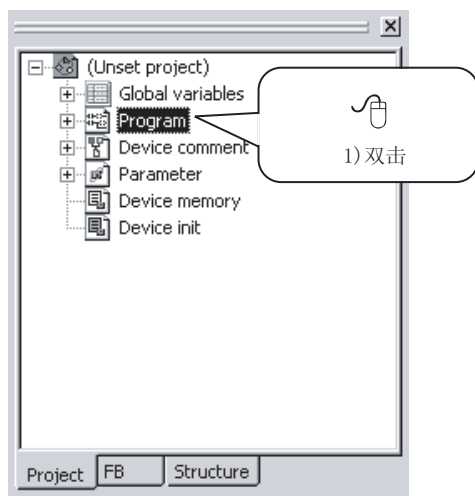 (Unset project)
Global variables
Program
Device comment
Parameter
Device memory
Device init
1)双击
Project FB Structure